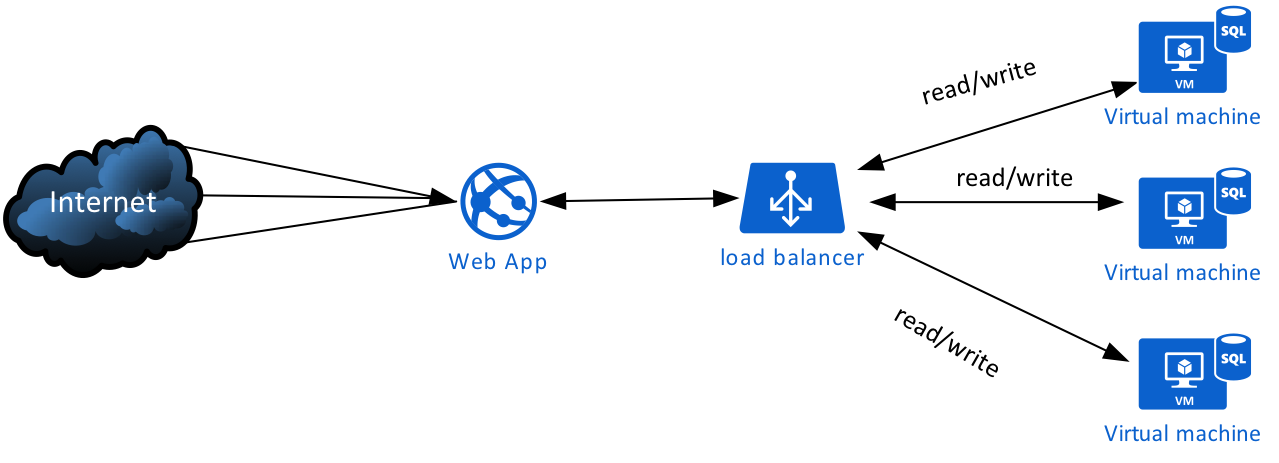 Internet
Web App
load balancer
read/write
read/write
read/write
SQL
VM
Virtual machine
SQL
VM
Virtual machine
SQL
VM
Virtual machine